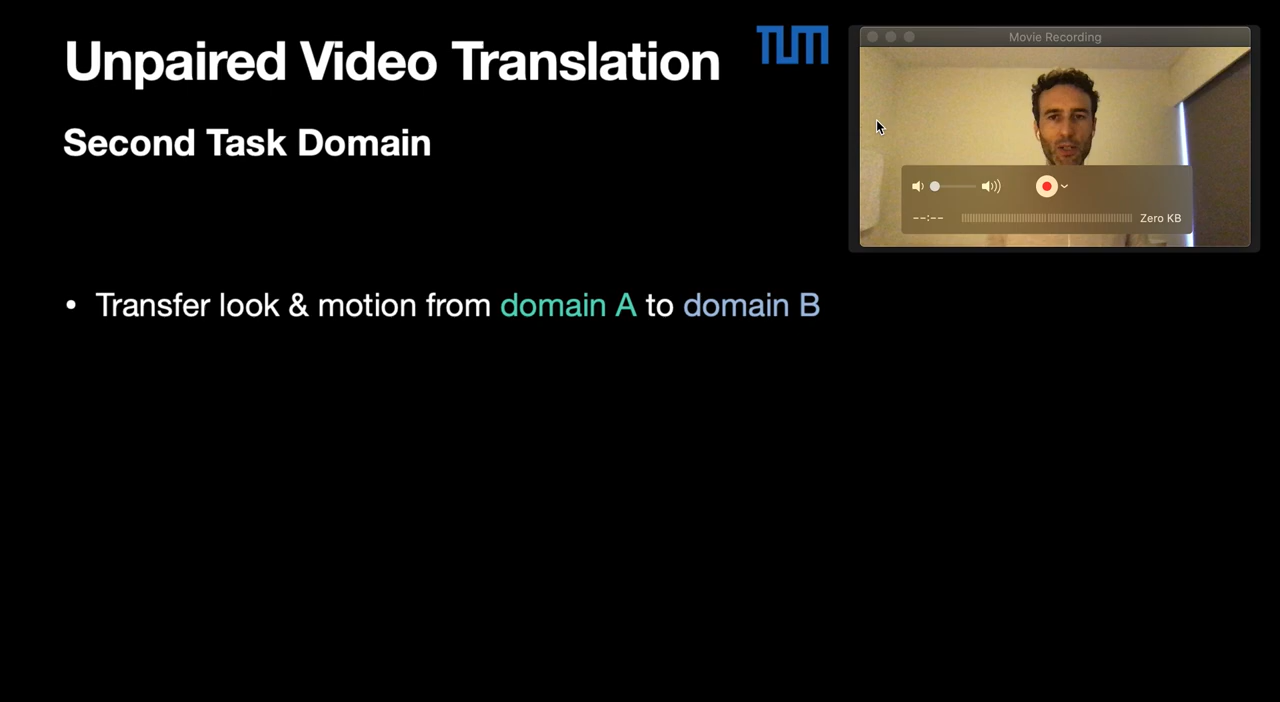 Unpaired Video Translation
TUM
Movie Recording
Second Task Domain
--:--
Zero KB
• Transfer look & motion from domain A to domain B